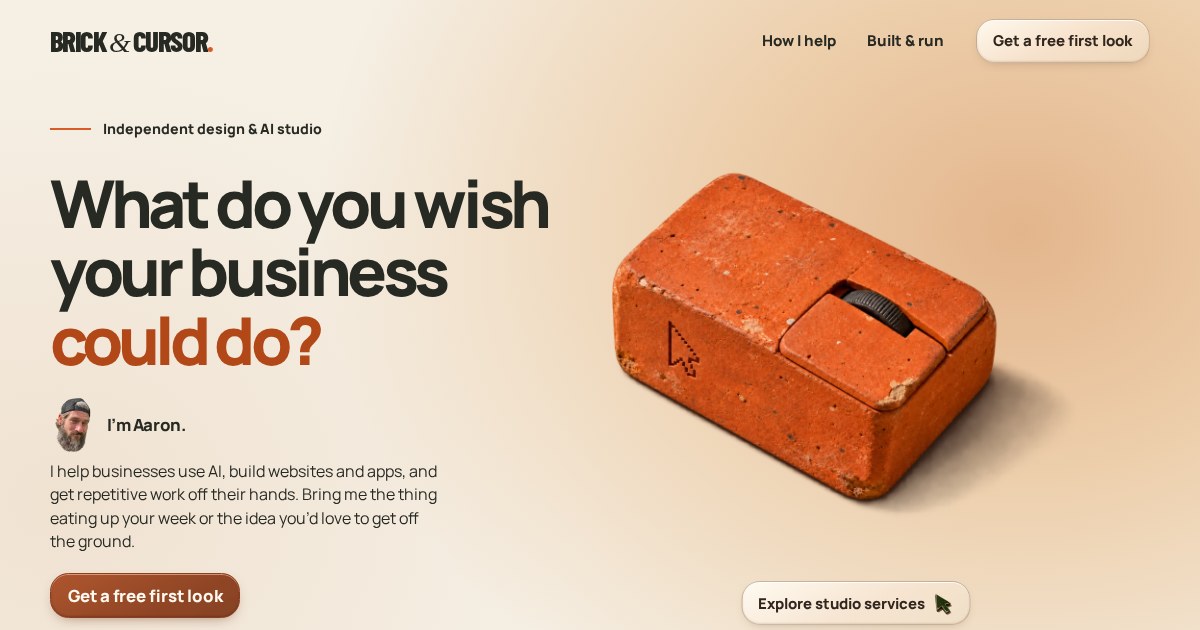 BRICK & CURSOR.
How I help
Built & run
Get a free first look
Independent design & AI studio
What do you wish
your business
could do?
I'm Aaron.
I help businesses use AI, build websites and apps, and
get repetitive work off their hands. Bring me the thing
eating up your week or the idea you'd love to get off
the ground.
Get a free first look
Explore studio services